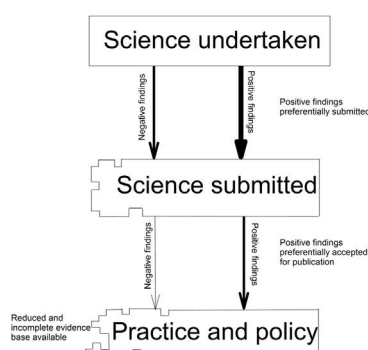 Science undertaken
Negative findings
Positive findings
Positive findings
preferentially submitted
Science submitted
Negative findings
Positive findings
Positive findings
preferentially accepted
for publication
Reduced and
incomplete evidence
base available
Practice and policy